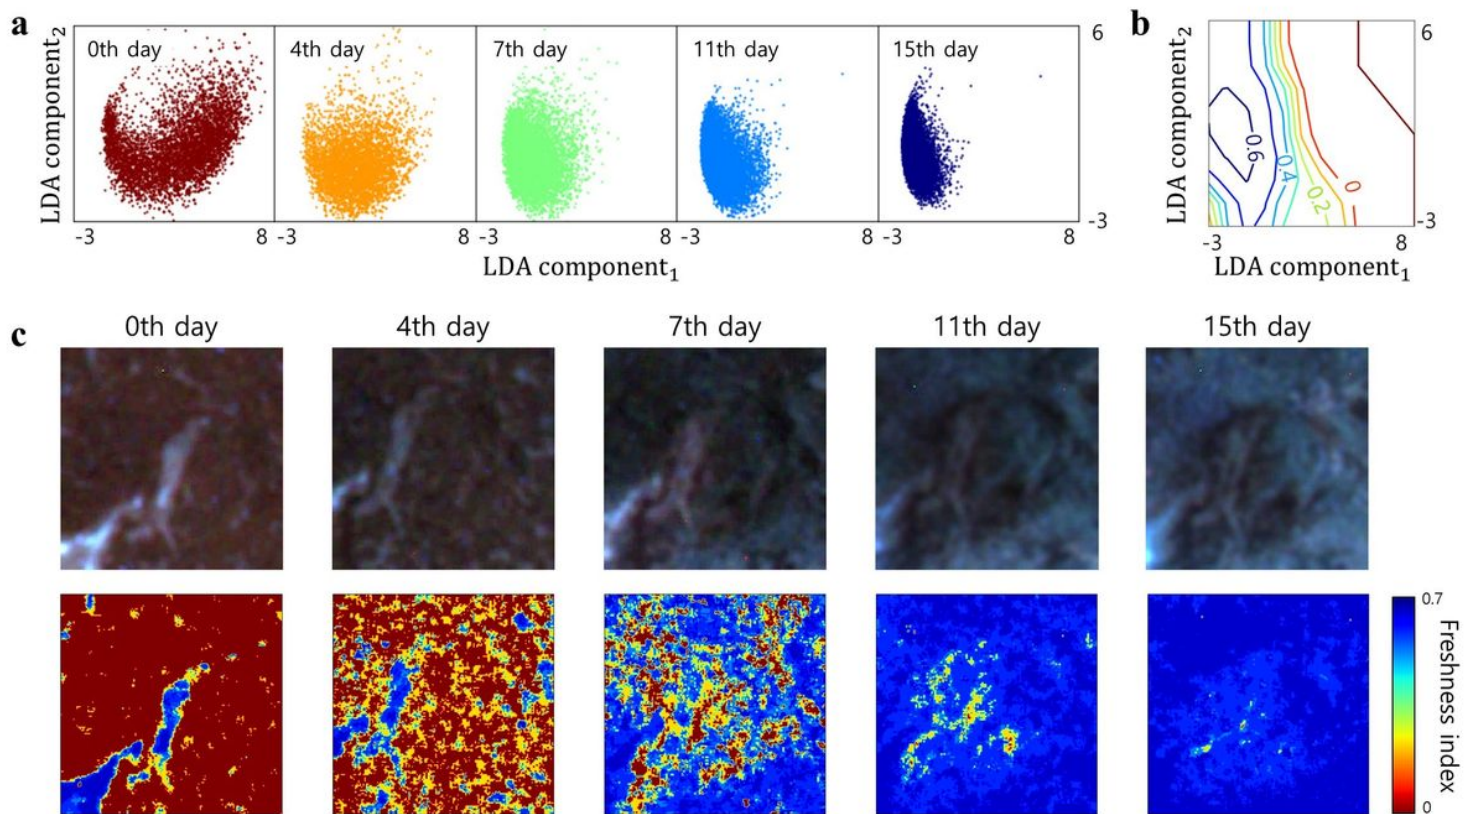 a
b
LDA component₂
0th day
4th day
7th day
11th day
15th day
6
-3
-3
8
-3
8
-3
8
-3
8
-3
8
LDA component₁
LDA component₂
6
-3
0.6
0.4
0.2
0
-3
8
LDA component₁
c
0th day
4th day
7th day
11th day
15th day
0.7
Freshness index
0